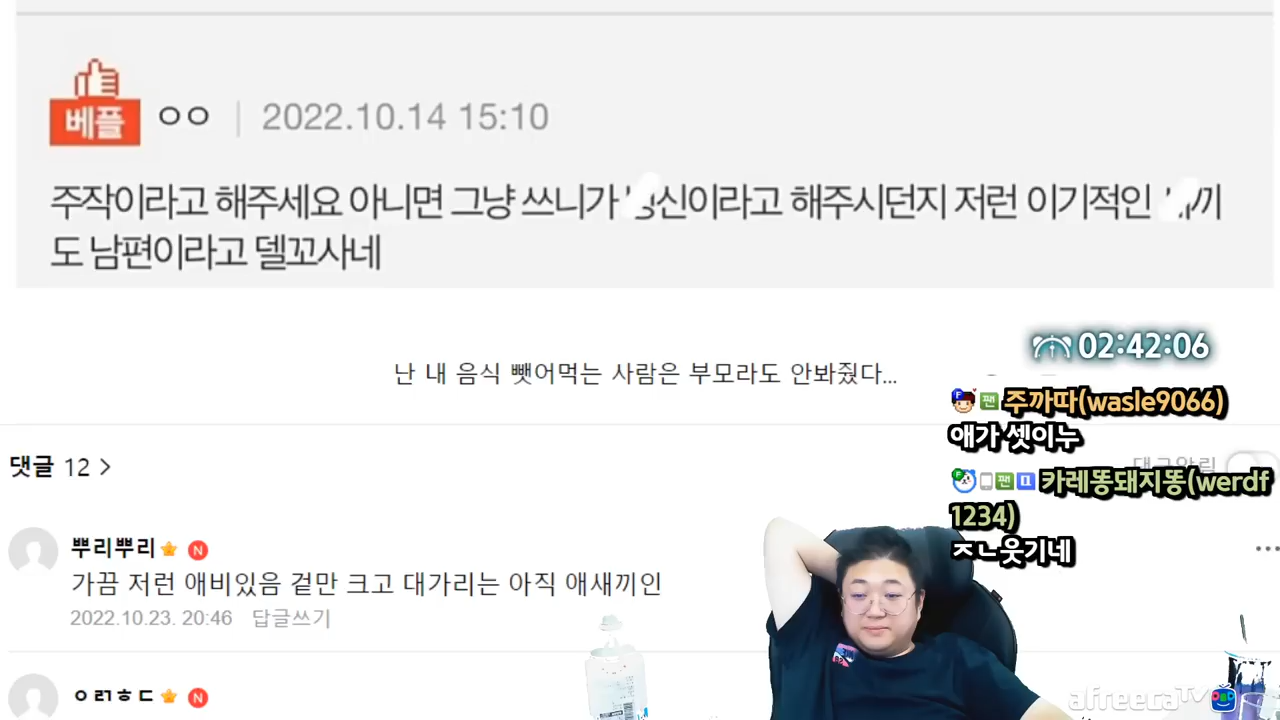 베플 ㅇㅇ 2022.10.14 15:10
주작이라고 해주세요 아니면 그냥 쓰니가 신이라고 해주시던지 저런 이기적인 끼
도 남편이라고 델꼬사네
난 내 음식 뺏어먹는 사람은 부모라도 안봐줬다...
02:42:06
팬 주까따(wasle9066)
애가 셋이누
댓글 12 >
댓글알림
팬 카레똥돼지똥(werdf
1234)
ㅈㄴ웃기네
뿌리뿌리 N
가끔 저런 애비있음 겉만 크고 대가리는 아직 애새끼인
2022.10.23. 20:46 답글쓰기
ㅇㄹㅎㄷ N
afreecaTV